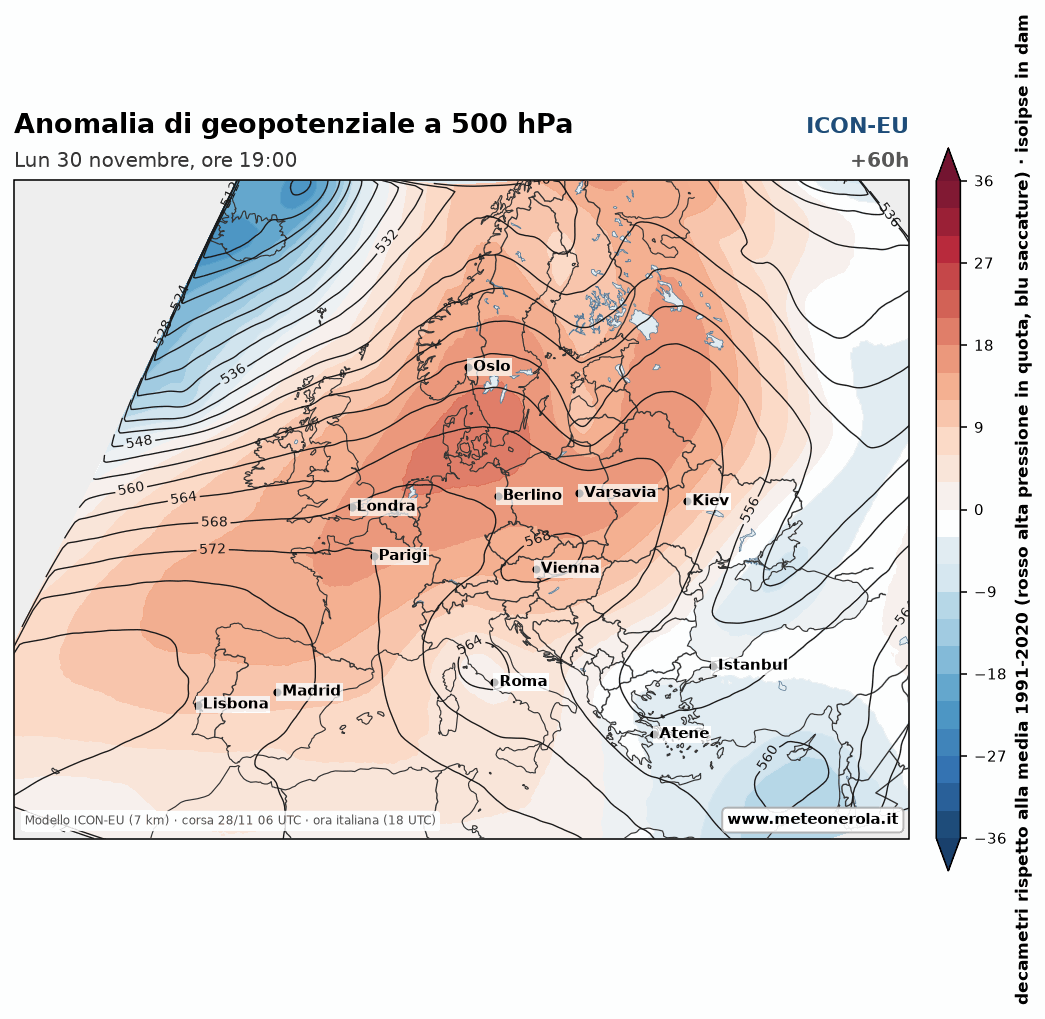 Anomalia di geopotenziale a 500 hPa
ICON-EU
Lun 30 novembre, ore 19:00
+60h
512
524
528
532
536
536
548
560
564
568
572
568
564
556
560
56
Oslo
Londra
Berlino
Varsavia
Kiev
Parigi
Vienna
Roma
Madrid
Lisbona
Istanbul
Atene
Modello ICON-EU (7 km) · corsa 28/11 06 UTC · ora italiana (18 UTC)
www.meteonerola.it
36
27
18
9
0
−9
−18
−27
−36
decametri rispetto alla media 1991-2020 (rosso alta pressione in quota, blu saccature) · isoipse in dam